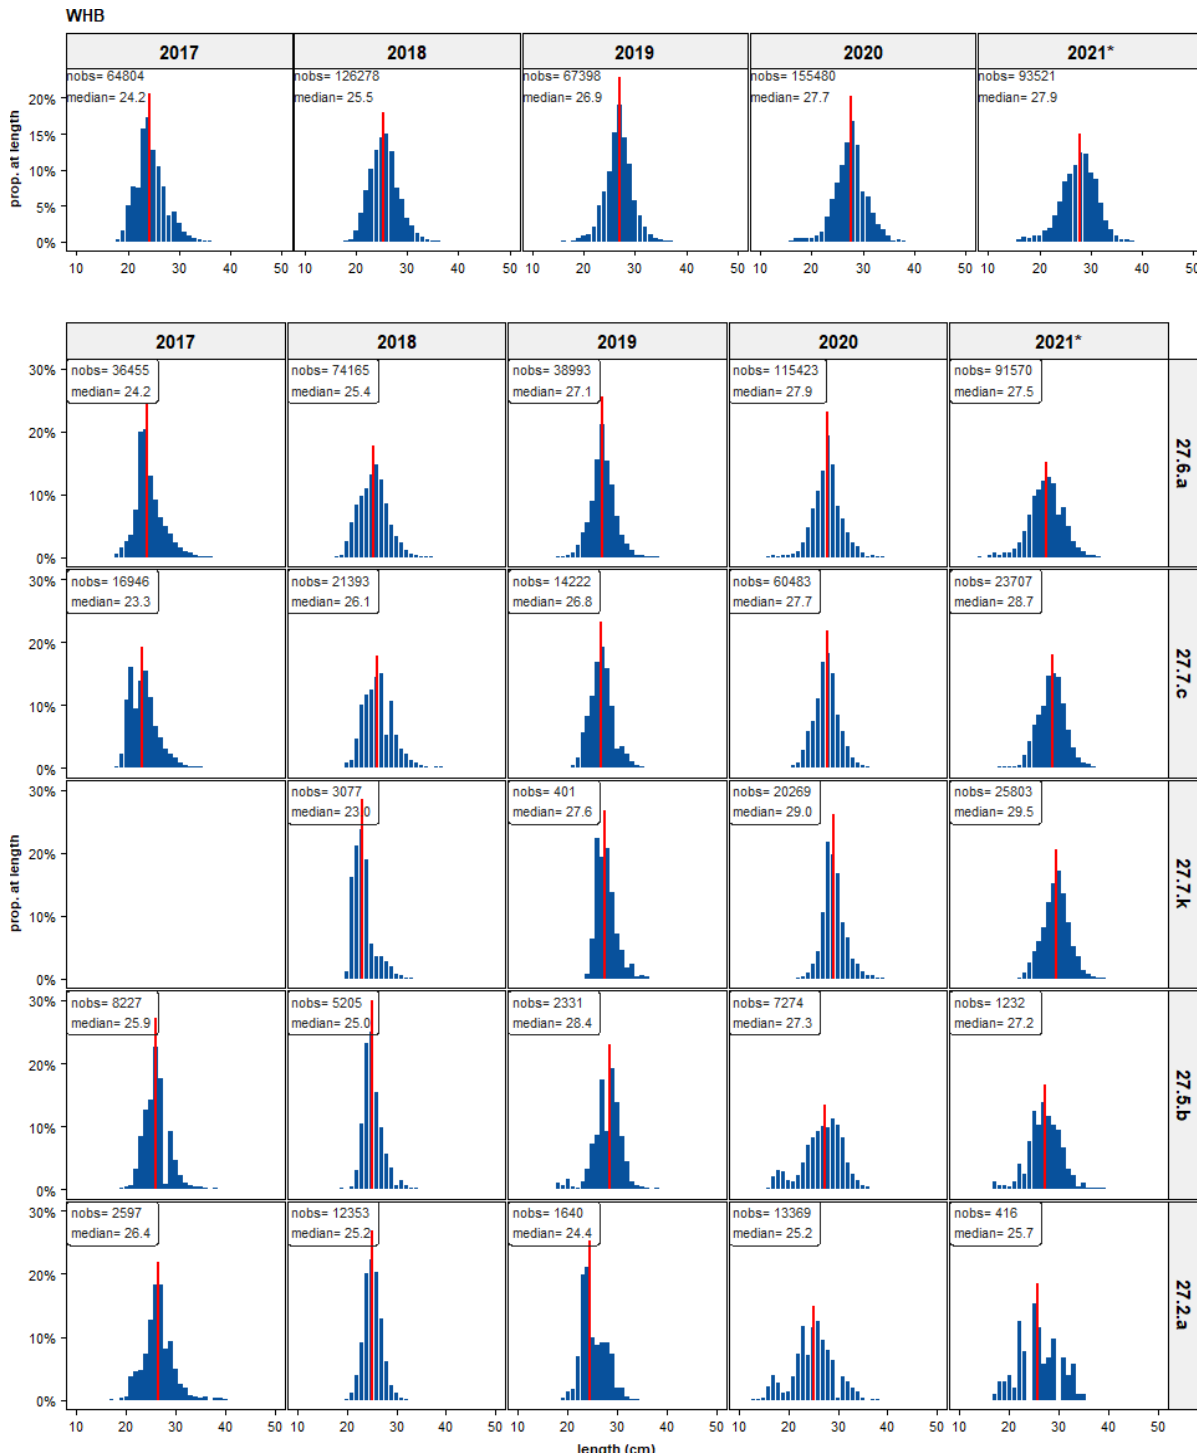 WHB
2017 2018 2019 2020 2021*
nobs= 64804 nobs= 126278 nobs= 67398 nobs= 155480 nobs= 93521
median= 24.2 median= 25.5 median= 26.9 median= 27.7 median= 27.9
20%
15%
10%
5%
0%
prop. at length
10 20 30 40 50 10 20 30 40 50 10 20 30 40 50 10 20 30 40 50 10 20 30 40 50
2017 2018 2019 2020 2021*
30% nobs= 36455 nobs= 74165 nobs= 38993 nobs= 115423 nobs= 91570
median= 24.2 median= 25.4 median= 27.1 median= 27.9 median= 27.5
20%
27.6.a
10%
0%
30% nobs= 16946 nobs= 21393 nobs= 14222 nobs= 60483 nobs= 23707
median= 23.3 median= 26.1 median= 26.8 median= 27.7 median= 28.7
20%
27.7.c
10%
0%
30% nobs= 3077 nobs= 401 nobs= 20269 nobs= 25803
median= 23.0 median= 27.6 median= 29.0 median= 29.5
20%
prop. at length
27.7.k
10%
0%
30% nobs= 8227 nobs= 5205 nobs= 2331 nobs= 7274 nobs= 1232
median= 25.9 median= 25.0 median= 28.4 median= 27.3 median= 27.2
20%
27.5.b
10%
0%
30% nobs= 2597 nobs= 12353 nobs= 1640 nobs= 13369 nobs= 416
median= 26.4 median= 25.2 median= 24.4 median= 25.2 median= 25.7
20%
27.2.a
10%
0%
10 20 30 40 50 10 20 30 40 50 10 20 30 40 50 10 20 30 40 50 10 20 30 40 50
length (cm)